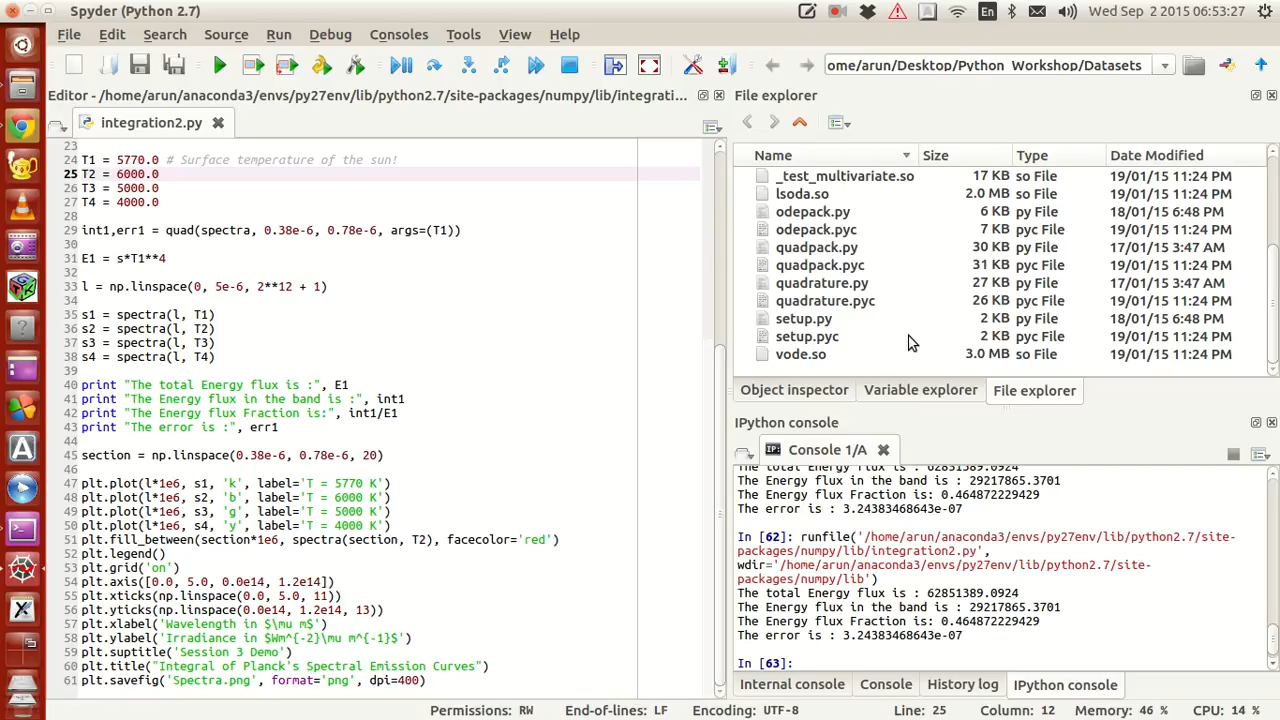 Spyder (Python 2.7)
En
Wed Sep 2 2015 06:53:27
File Edit Search Source Run Debug Consoles Tools View Help
ome/arun/Desktop/Python Workshop/Datasets
Editor - /home/arun/anaconda3/envs/py27env/lib/python2.7/site-packages/numpy/lib/integrati...
integration2.py
23
24 T1 = 5770.0 # Surface temperature of the sun!
25 T2 = 6000.0
26 T3 = 5000.0
27 T4 = 4000.0
28
29 int1,err1 = quad(spectra, 0.38e-6, 0.78e-6, args=(T1))
30
31 E1 = s*T1**4
32
33 l = np.linspace(0, 5e-6, 2**12 + 1)
34
35 s1 = spectra(l, T1)
36 s2 = spectra(l, T2)
37 s3 = spectra(l, T3)
38 s4 = spectra(l, T4)
39
40 print "The total Energy flux is :", E1
41 print "The Energy flux in the band is :", int1
42 print "The Energy flux Fraction is:", int1/E1
43 print "The error is :", err1
44
45 section = np.linspace(0.38e-6, 0.78e-6, 20)
46
47 plt.plot(l*1e6, s1, 'k', label='T = 5770 K')
48 plt.plot(l*1e6, s2, 'b', label='T = 6000 K')
49 plt.plot(l*1e6, s3, 'g', label='T = 5000 K')
50 plt.plot(l*1e6, s4, 'y', label='T = 4000 K')
51 plt.fill_between(section*1e6, spectra(section, T2), facecolor='red')
52 plt.legend()
53 plt.grid('on')
54 plt.axis([0.0, 5.0, 0.0e14, 1.2e14])
55 plt.xticks(np.linspace(0.0, 5.0, 11))
56 plt.yticks(np.linspace(0.0e14, 1.2e14, 13))
57 plt.xlabel('Wavelength in $\mu m$')
58 plt.ylabel('Irradiance in $Wm^{-2}\mu m^{-1}$')
59 plt.suptitle('Session 3 Demo')
60 plt.title("Integral of Planck's Spectral Emission Curves")
61 plt.savefig('Spectra.png', format='png', dpi=400)
File explorer
Name Size Type Date Modified
_test_multivariate.so 17 KB so File 19/01/15 11:24 PM
lsoda.so 2.0 MB so File 19/01/15 11:24 PM
odepack.py 6 KB py File 18/01/15 6:48 PM
odepack.pyc 7 KB pyc File 19/01/15 11:24 PM
quadpack.py 30 KB py File 17/01/15 3:47 AM
quadpack.pyc 31 KB pyc File 19/01/15 11:24 PM
quadrature.py 27 KB py File 17/01/15 3:47 AM
quadrature.pyc 26 KB pyc File 19/01/15 11:24 PM
setup.py 2 KB py File 18/01/15 6:48 PM
setup.pyc 2 KB pyc File 19/01/15 11:24 PM
vode.so 3.0 MB so File 19/01/15 11:24 PM
Object inspector Variable explorer File explorer
IPython console
Console 1/A
The total Energy flux is : 62851389.0924
The Energy flux in the band is : 29217865.3701
The Energy flux Fraction is: 0.464872229429
The error is : 3.24383468643e-07
In [62]: runfile('/home/arun/anaconda3/envs/py27env/lib/python2.7/site-
packages/numpy/lib/integration2.py',
wdir='/home/arun/anaconda3/envs/py27env/lib/python2.7/site-
packages/numpy/lib')
The total Energy flux is : 62851389.0924
The Energy flux in the band is : 29217865.3701
The Energy flux Fraction is: 0.464872229429
The error is : 3.24383468643e-07
In [63]:
Internal console Console History log IPython console
Permissions: RW End-of-lines: LF Encoding: UTF-8 Line: 25 Column: 12 Memory: 46 % CPU: 14 %